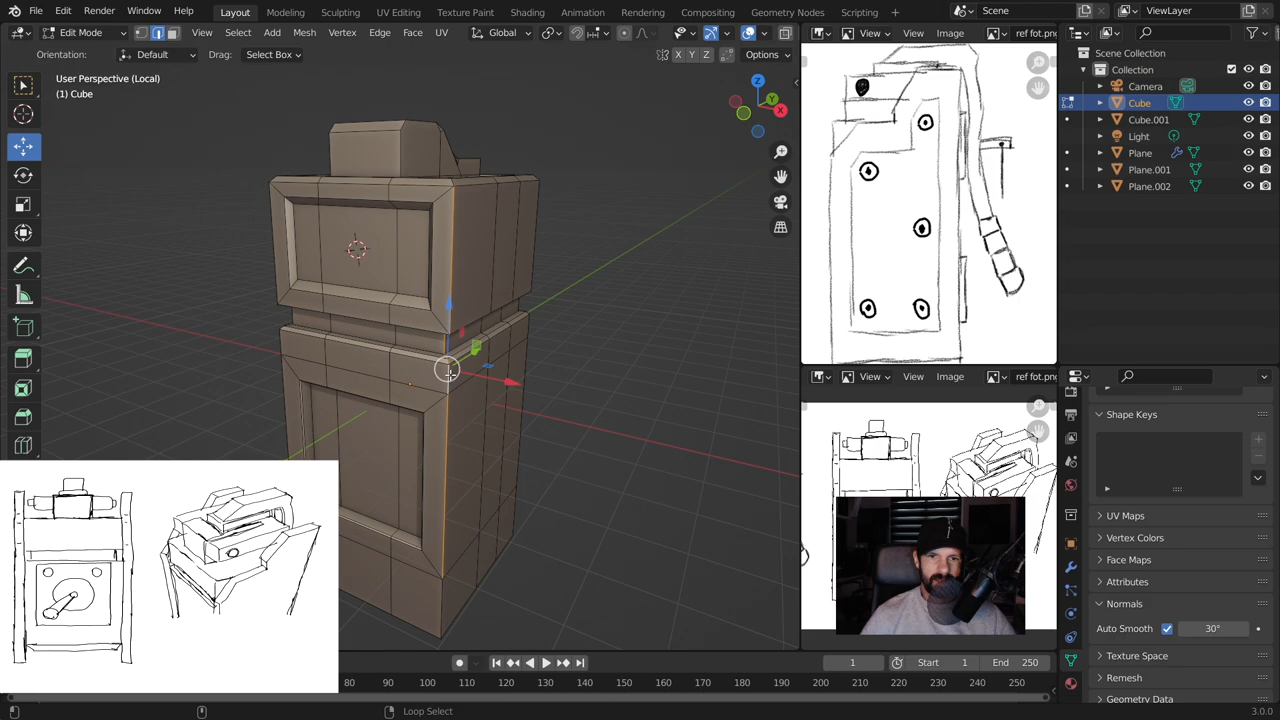 File Edit Render Window Help Layout Modeling Sculpting UV Editing Texture Paint Shading Animation Rendering Compositing Geometry Nodes Scripting Scene ViewLayer
Edit Mode View Select Add Mesh Vertex Edge Face UV Global View Image ref fot.png
Orientation: Default Drag: Select Box X Y Z Options
User Perspective (Local)
(1) Cube
Z
Y
X
Scene Collection
Collection
Camera
Cube
Cube.001
Light
Plane
Plane.001
Plane.002
View View Image ref fot.png
Shape Keys
UV Maps
Vertex Colors
Face Maps
Attributes
Normals
Auto Smooth 30°
Texture Space
Remesh
Geometry Data
1 Start 1 End 250
80 90 100 110 120 130 140 150 160 170 180 190 200 210 220 230 240 250
Loop Select 3.0.0